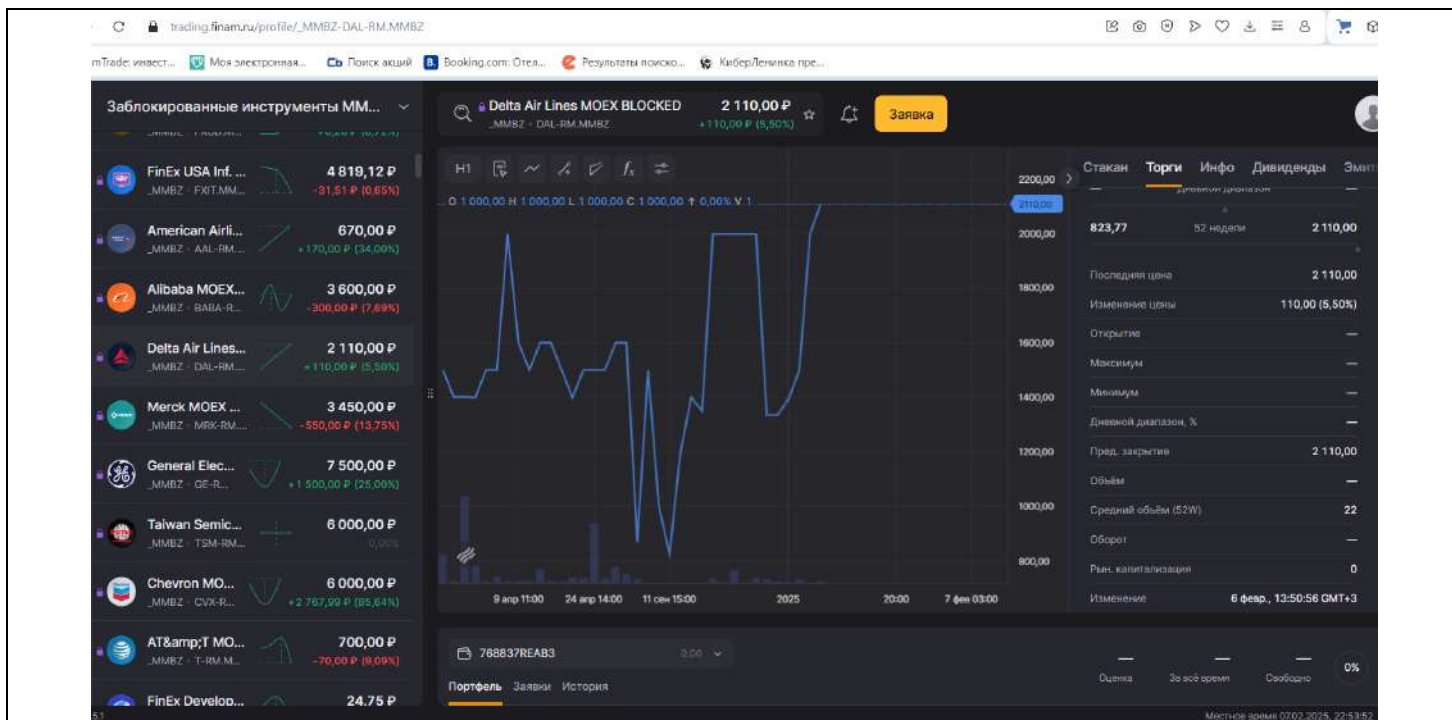 trading.finam.ru/profile/_MMBZ-DAL-RM.MMBZ
mTrade: инвест... Моя электронная... Поиск акций Booking.com: Отел... Результаты поиско... КиберЛенинка пре...
Заблокированные инструменты ММ...
Delta Air Lines MOEX BLOCKED 2 110,00 ₽
_MMBZ · DAL-RM.MMBZ +110,00 ₽ (5,50%)
Заявка
FinEx USA Inf. ... 4 819,12 ₽
_MMBZ · FXIT.MM... -31,51 ₽ (0,65%)
American Airli... 670,00 ₽
_MMBZ · AAL-RM.... +170,00 ₽ (34,00%)
Alibaba MOEX... 3 600,00 ₽
_MMBZ · BABA-R... -300,00 ₽ (7,69%)
Delta Air Lines... 2 110,00 ₽
_MMBZ · DAL-RM.... +110,00 ₽ (5,50%)
Merck MOEX ... 3 450,00 ₽
_MMBZ · MRK-RM.... -550,00 ₽ (13,75%)
General Elec... 7 500,00 ₽
_MMBZ · GE-R... +1 500,00 ₽ (25,00%)
Taiwan Semic... 6 000,00 ₽
_MMBZ · TSM-RM... 0,00%
Chevron MO... 6 000,00 ₽
_MMBZ · CVX-R... +2 767,99 ₽ (85,64%)
AT&amp;T MO... 700,00 ₽
_MMBZ · T-RM.M... -70,00 ₽ (9,09%)
FinEx Develop... 24,75 ₽
H1
O 1 000,00 H 1 000,00 L 1 000,00 C 1 000,00 0,00% V 1
2200,00
2110,00
2000,00
1800,00
1600,00
1400,00
1200,00
1000,00
800,00
9 апр 11:00 24 апр 14:00 11 сен 15:00 2025 20:00 7 фев 03:00
Стакан Торги Инфо Дивиденды Эмит
— Дневной диапазон —
823,77 52 недели 2 110,00
Последняя цена 2 110,00
Изменение цены 110,00 (5,50%)
Открытие —
Максимум —
Минимум —
Дневной диапазон, % —
Пред. закрытие 2 110,00
Объём —
Средний объём (52W) 22
Оборот —
Рын. капитализация 0
Изменение 6 февр., 13:50:56 GMT+3
768837REAB3 0,00
Портфель Заявки История
— — — 0%
Оценка За всё время Свободно
Местное время 07.02.2025, 22:53:52